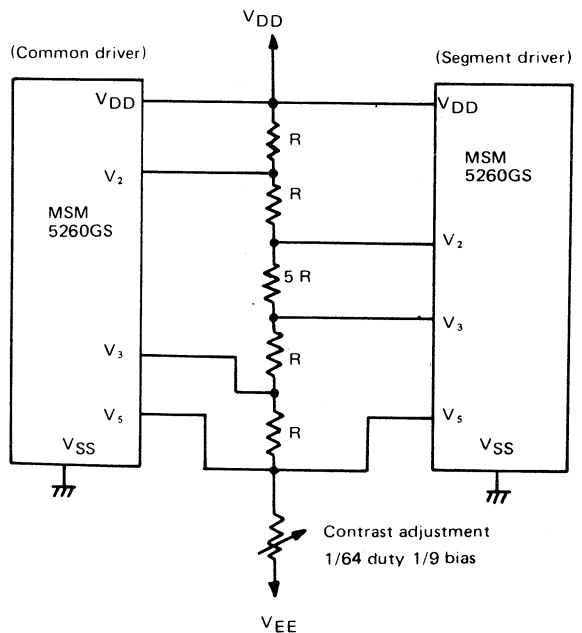 VDD
(Common driver)
(Segment driver)
VDD
VDD
R
MSM
5260GS
V2
R
MSM
5260GS
V2
5 R
V3
V3
R
V5
V5
R
VSS
VSS
Contrast adjustment
1/64 duty 1/9 bias
VEE